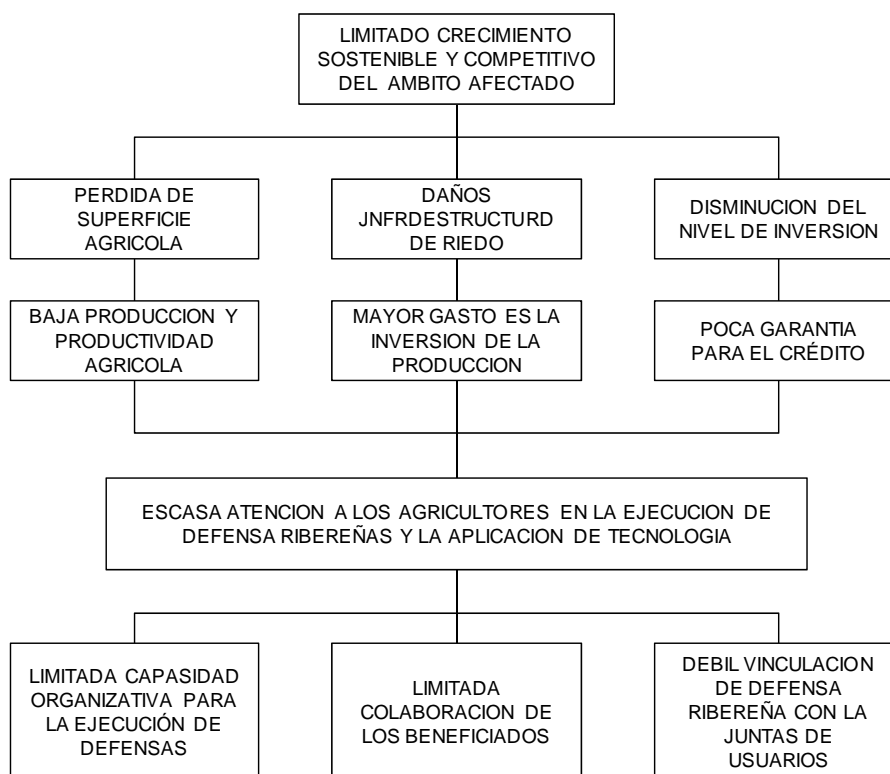 LIMITADO CRECIMIENTO
SOSTENIBLE Y COMPETITIVO
DEL AMBITO AFECTADO
PERDIDA DE
SUPERFICIE
AGRICOLA
DAÑOS
JNFRDESTRUCTURD
DE RIEDO
DISMINUCION DEL
NIVEL DE INVERSION
BAJA PRODUCCION Y
PRODUCTIVIDAD
AGRICOLA
MAYOR GASTO ES LA
INVERSION DE LA
PRODUCCION
POCA GARANTIA
PARA EL CRÉDITO
ESCASA ATENCION A LOS AGRICULTORES EN LA EJECUCION DE
DEFENSA RIBEREÑAS Y LA APLICACION DE TECNOLOGIA
LIMITADA CAPASIDAD
ORGANIZATIVA PARA
LA EJECUCIÓN DE
DEFENSAS
LIMITADA
COLABORACION DE
LOS BENEFICIADOS
DEBIL VINCULACION
DE DEFENSA
RIBEREÑA CON LA
JUNTAS DE
USUARIOS